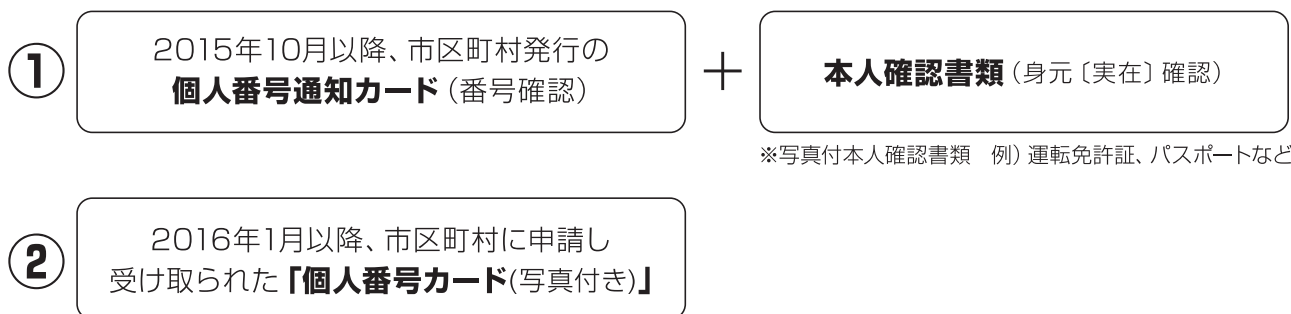 ①
2015年10月以降、市区町村発行の
個人番号通知カード（番号確認）
＋
本人確認書類（身元〔実在〕確認）
※写真付本人確認書類　例）運転免許証、パスポートなど
②
2016年1月以降、市区町村に申請し
受け取られた「個人番号カード(写真付き)」